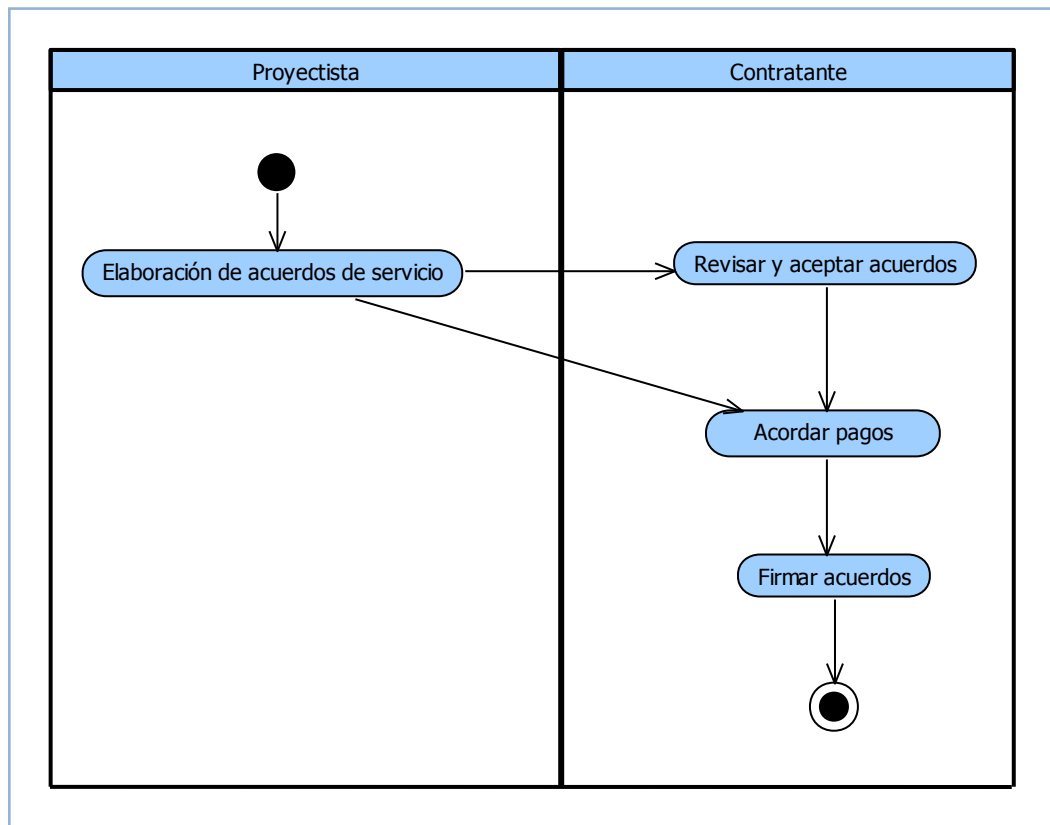 Proyectista
Contratante
Elaboración de acuerdos de servicio
Revisar y aceptar acuerdos
Acordar pagos
Firmar acuerdos